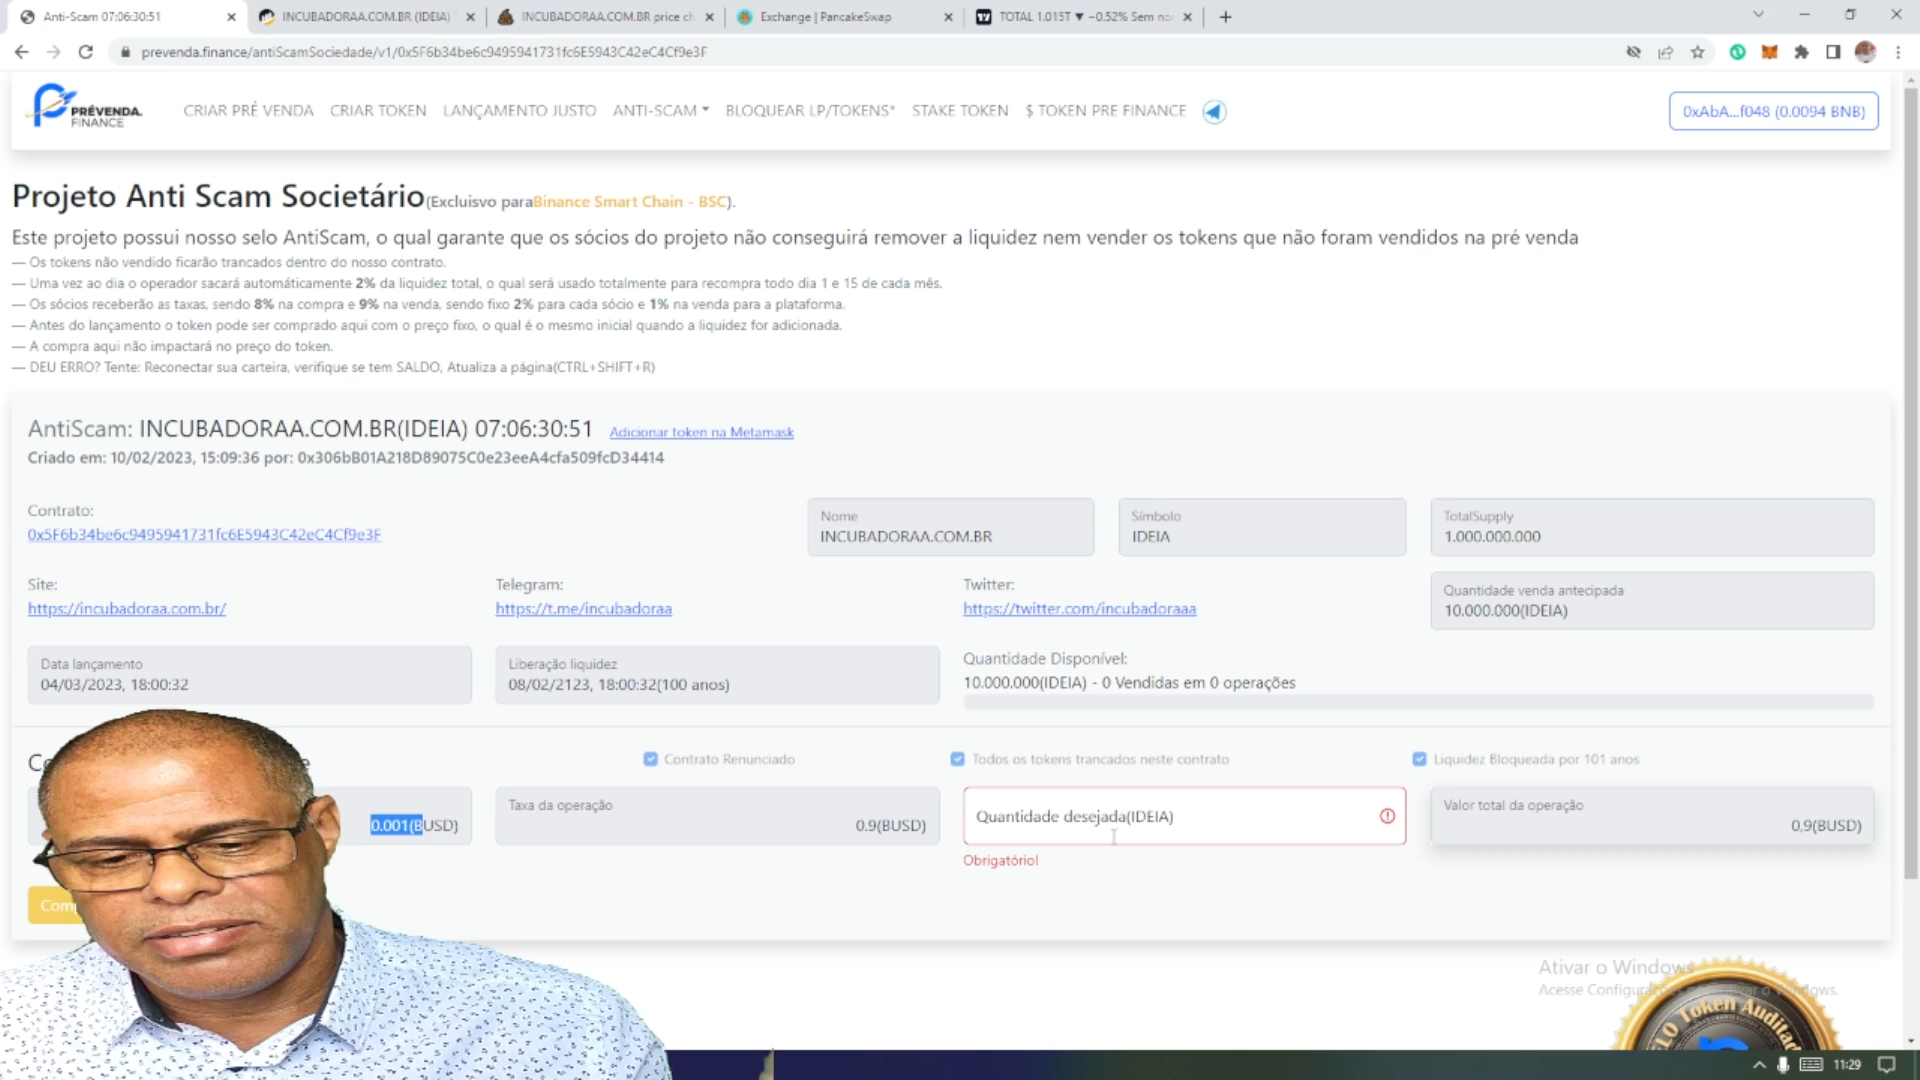 Anti-Scam 07:06:30:51
INCUBADORAA.COM.BR (IDEIA)
INCUBADORAA.COM.BR price ch
Exchange | PancakeSwap
TOTAL 1.015T ▼ −0.52% Sem no
prevenda.finance/antiScamSociedade/v1/0x5F6b34be6c9495941731fc6E5943C42eC4Cf9e3F
PRÉVENDA.
FINANCE
CRIAR PRÉ VENDA
CRIAR TOKEN
LANÇAMENTO JUSTO
ANTI-SCAM
BLOQUEAR LP/TOKENS*
STAKE TOKEN
$ TOKEN PRE FINANCE
0xAbA...f048 (0.0094 BNB)
Projeto Anti Scam Societário(Excluisvo paraBinance Smart Chain - BSC).
Este projeto possui nosso selo AntiScam, o qual garante que os sócios do projeto não conseguirá remover a liquidez nem vender os tokens que não foram vendidos na pré venda
— Os tokens não vendido ficarão trancados dentro do nosso contrato.
— Uma vez ao dia o operador sacará automáticamente 2% da liquidez total, o qual será usado totalmente para recompra todo dia 1 e 15 de cada mês.
— Os sócios receberão as taxas, sendo 8% na compra e 9% na venda, sendo fixo 2% para cada sócio e 1% na venda para a plataforma.
— Antes do lançamento o token pode ser comprado aqui com o preço fixo, o qual é o mesmo inicial quando a liquidez for adicionada.
— A compra aqui não impactará no preço do token.
— DEU ERRO? Tente: Reconectar sua carteira, verifique se tem SALDO, Atualiza a página(CTRL+SHIFT+R)
AntiScam: INCUBADORAA.COM.BR(IDEIA) 07:06:30:51 Adicionar token na Metamask
Criado em: 10/02/2023, 15:09:36 por: 0x306bB01A218D89075C0e23eeA4cfa509fcD34414
Contrato:
0x5F6b34be6c9495941731fc6E5943C42eC4Cf9e3F
Nome
INCUBADORAA.COM.BR
Símbolo
IDEIA
TotalSupply
1.000.000.000
Site:
https://incubadoraa.com.br/
Telegram:
https://t.me/incubadoraa
Twitter:
https://twitter.com/incubadoraaa
Quantidade venda antecipada
10.000.000(IDEIA)
Data lançamento
04/03/2023, 18:00:32
Liberação liquidez
08/02/2123, 18:00:32(100 anos)
Quantidade Disponível:
10.000.000(IDEIA) - 0 Vendidas em 0 operações
Contrato Renunciado
Todos os tokens trancados neste contrato
Liquidez Bloqueada por 101 anos
0.001(BUSD)
Taxa da operação
0.9(BUSD)
Quantidade desejada(IDEIA)
Obrigatório!
Valor total da operação
0,9(BUSD)
Ativar o Windows
11:29